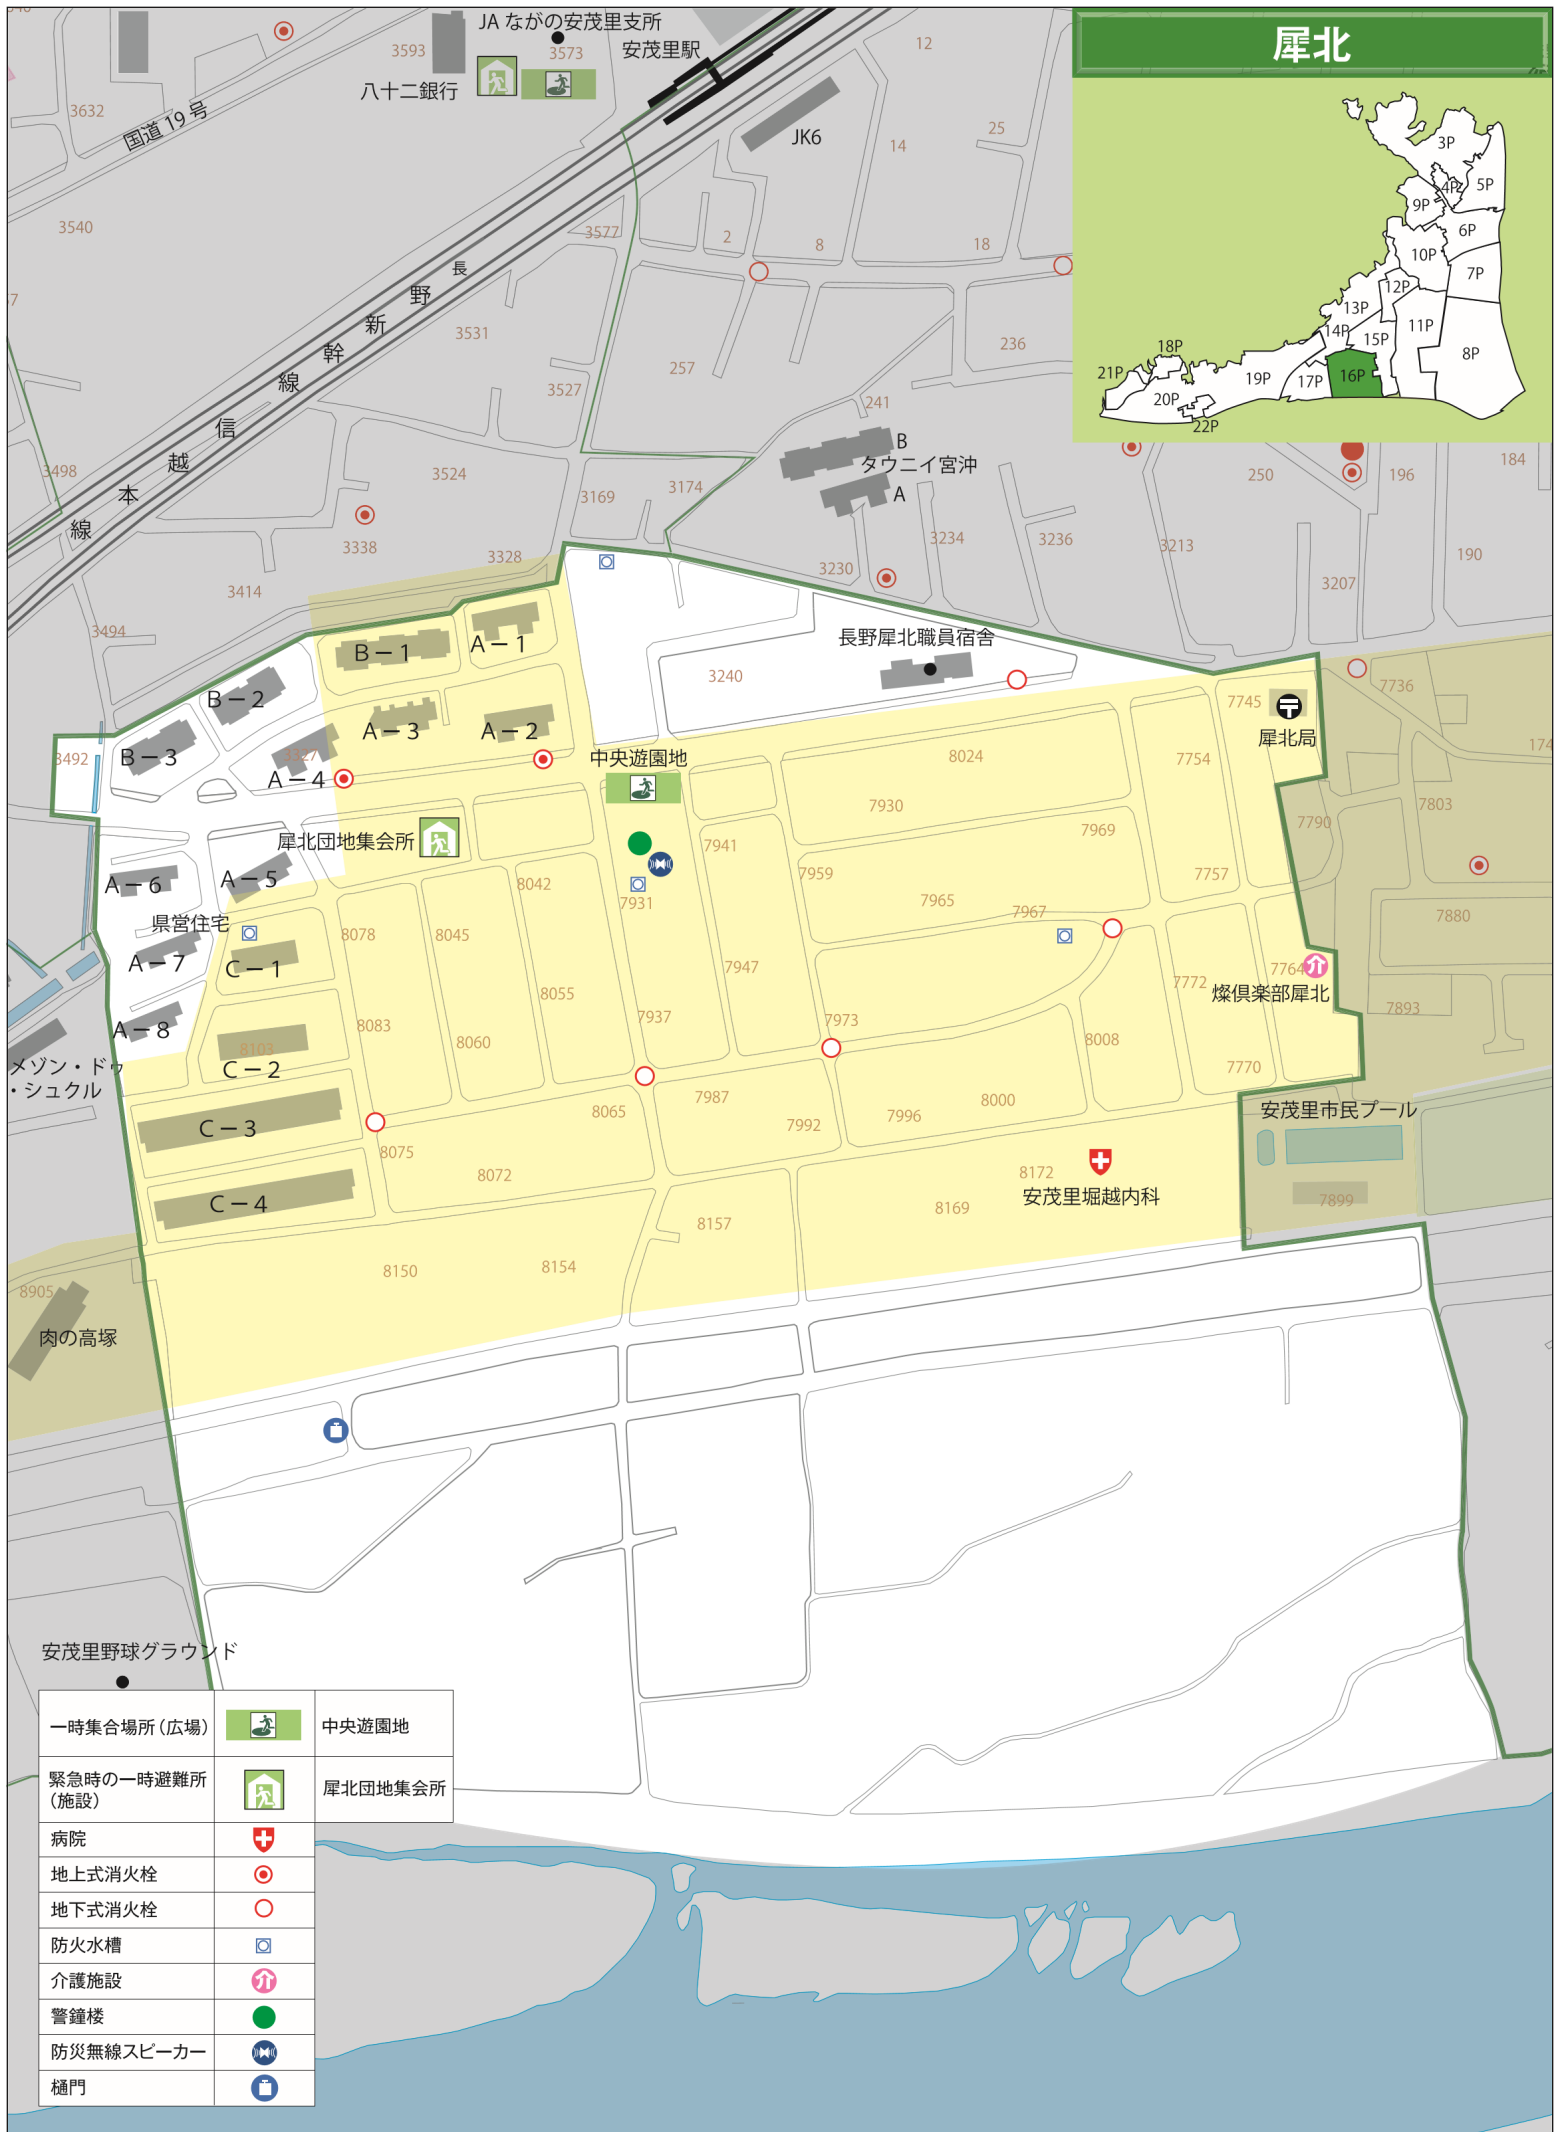 犀北
JA ながの安茂里支所
安茂里駅
3593
3573
八十二銀行
3632
国道 19 号
JK6
12
14
25
3540
3577
2
8
18
長
野
新
幹
線
信
越
本
線
3531
3527
257
236
241
3498
3524
3169
3174
B
タウニイ宮沖
A
250
196
184
3338
3328
3414
3494
3230
3234
3236
3213
3207
190
3P
4P
5P
9P
6P
10P
7P
12P
13P
11P
14P
15P
8P
18P
21P
19P
17P
16P
20P
22P
B－1
A－1
長野犀北職員宿舎
3240
B－2
A－3
A－2
B－3
3327
A－4
3492
中央遊園地
8024
7745
犀北局
7736
174
7754
7930
7803
7790
7969
犀北団地集会所
7941
7959
7757
A－6
A－5
8042
7931
7965
7967
7880
県営住宅
8078
8045
A－7
C－1
7947
7772
7764
燦倶楽部犀北
8055
7893
A－8
8083
8060
7937
7973
8008
8103
C－2
7770
メゾン・ドゥ
・シュクル
C－3
8065
7987
7992
7996
8000
安茂里市民プール
8075
8072
8172
安茂里堀越内科
7899
C－4
8157
8169
8150
8154
8905
肉の高塚
安茂里野球グラウンド
一時集合場所（広場） 中央遊園地
緊急時の一時避難所
（施設）
犀北団地集会所
病院
地上式消火栓
地下式消火栓
防火水槽
介護施設
警鐘楼
防災無線スピーカー
樋門